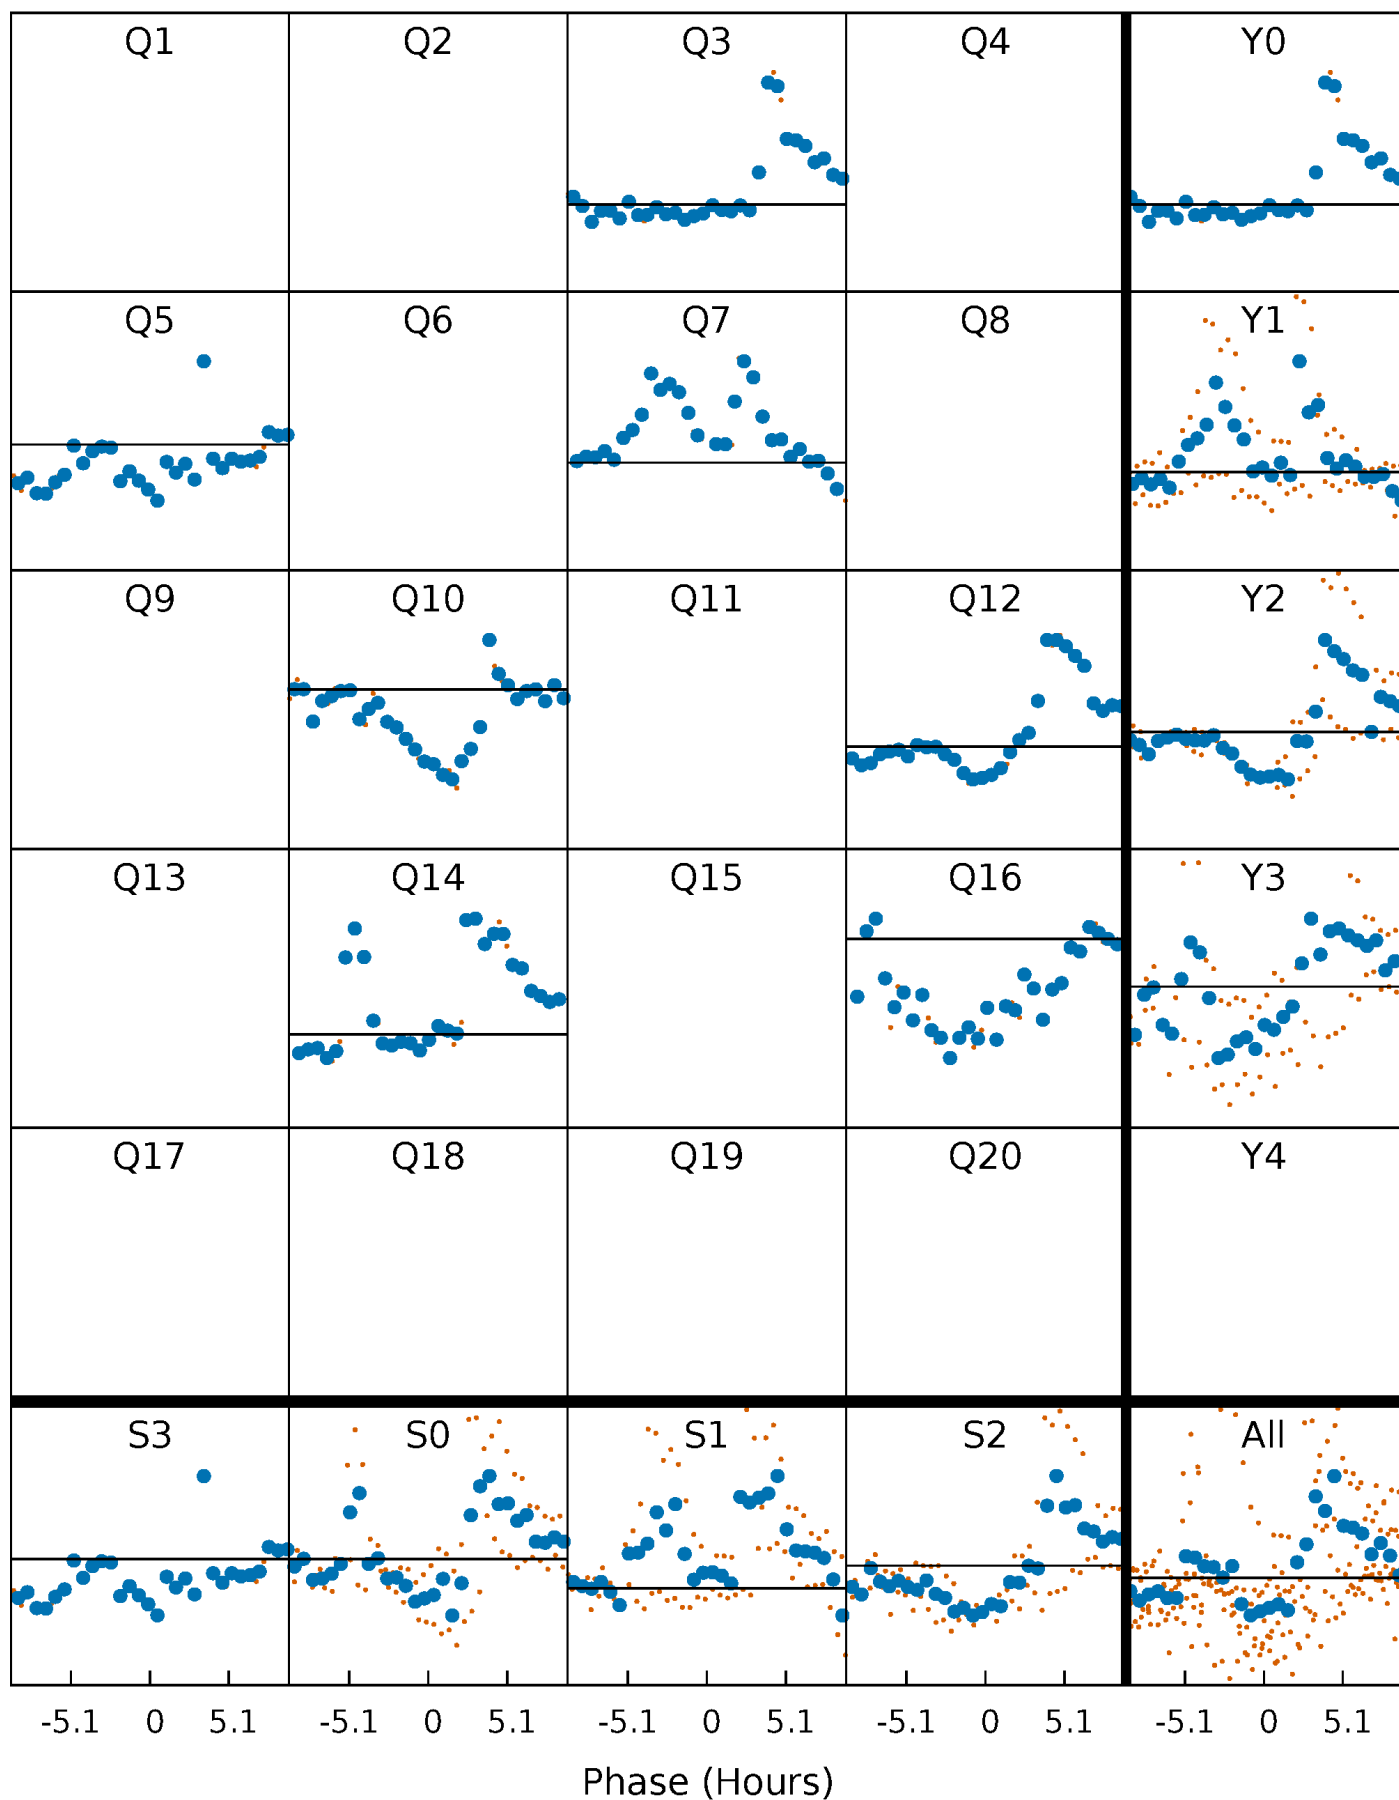 Q1 Q2 Q3 Q4 Y0
Q5 Q6 Q7 Q8 Y1
Q9 Q10 Q11 Q12 Y2
Q13 Q14 Q15 Q16 Y3
Q17 Q18 Q19 Q20 Y4
S3 S0 S1 S2 All
-5.1 0 5.1 -5.1 0 5.1 -5.1 0 5.1 -5.1 0 5.1 -5.1 0 5.1
Phase (Hours)